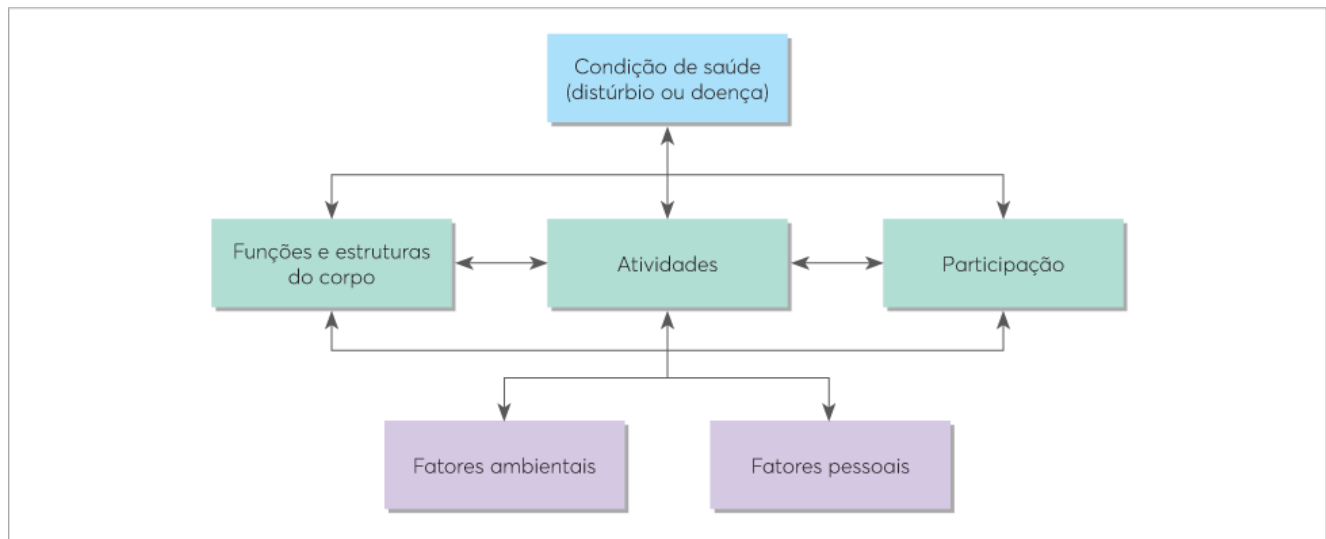 Condição de saúde
(distúrbio ou doença)
Funções e estruturas
do corpo
Atividades
Participação
Fatores ambientais
Fatores pessoais